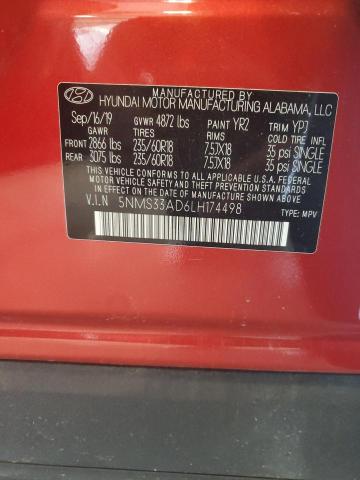 MANUFACTURED BY
HYUNDAI MOTOR MANUFACTURING ALABAMA, LLC
Sep/16/19 GVWR 4872 lbs PAINT YR2 TRIM YPJ
GAWR TIRES RIMS COLD TIRE INFL
FRONT 2866 lbs 235/60R18 7.5JX18 35 psi SINGLE
REAR 3075 lbs 235/60R18 7.5JX18 35 psi SINGLE
THIS VEHICLE CONFORMS TO ALL APPLICABLE U.S.A. FEDERAL
MOTOR VEHICLE SAFETY, BUMPER, AND THEFT PREVENTION
STANDARDS IN EFFECT ON THE DATE OF MANUFACTURE SHOWN ABOVE
V.I.N 5NMS33AD6LH174498 TYPE: MPV